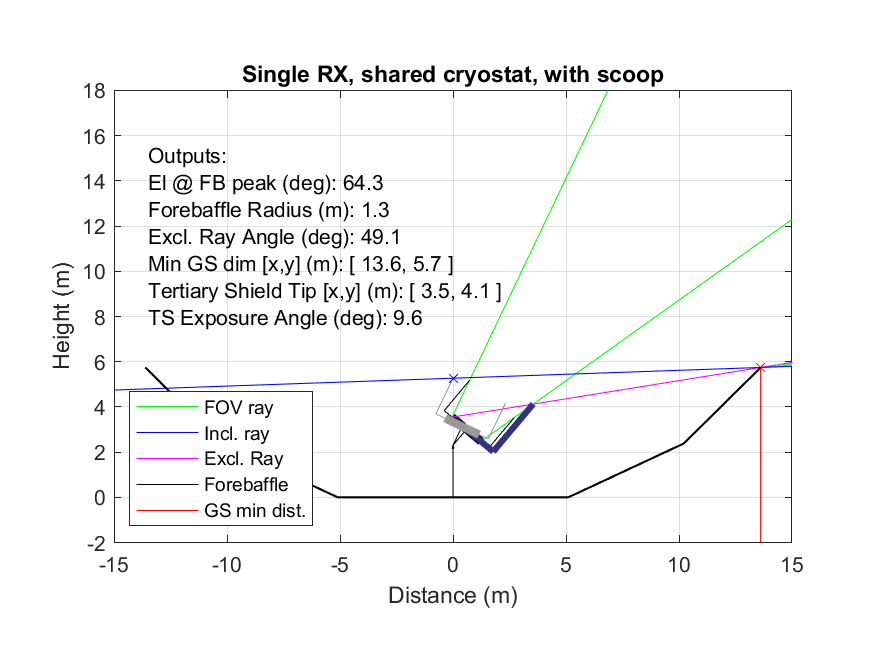 Single RX, shared cryostat, with scoop
18
16
14
12
10
8
6
4
2
0
-2
Height (m)
Outputs:
El @ FB peak (deg): 64.3
Forebaffle Radius (m): 1.3
Excl. Ray Angle (deg): 49.1
Min GS dim [x,y] (m): [ 13.6, 5.7 ]
Tertiary Shield Tip [x,y] (m): [ 3.5, 4.1 ]
TS Exposure Angle (deg): 9.6
FOV ray
Incl. ray
Excl. Ray
Forebaffle
GS min dist.
-15 -10 -5 0 5 10 15
Distance (m)